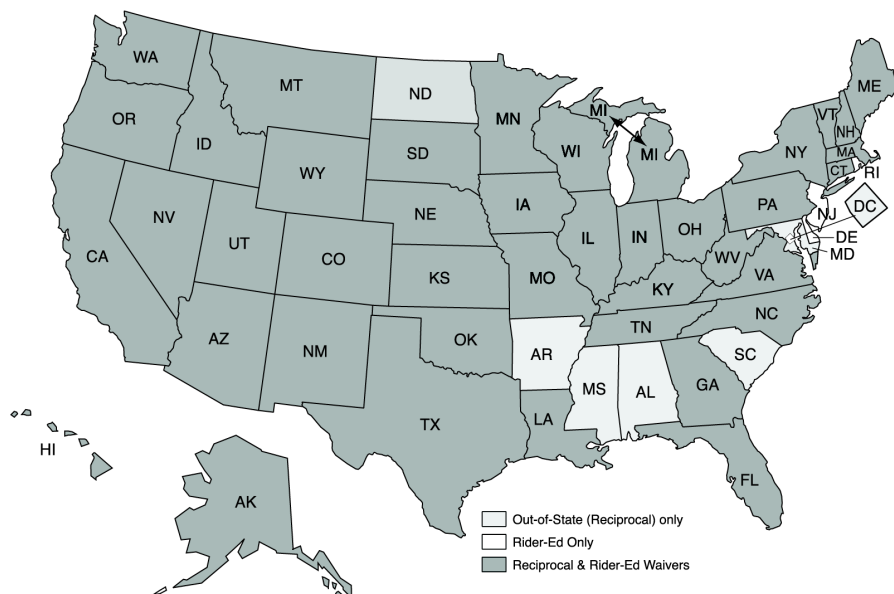 WA
MT
ND
ME
OR
MN
MI
VT
NH
ID
SD
WI
MI
NY
MA
CT
RI
WY
IA
PA
NJ
DC
NV
NE
IL
IN
OH
DE
CA
UT
CO
WV
MD
KS
MO
VA
KY
NC
TN
AZ
OK
AR
SC
NM
MS
AL
GA
TX
LA
HI
FL
AK
Out-of-State (Reciprocal) only
Rider-Ed Only
Reciprocal & Rider-Ed Waivers